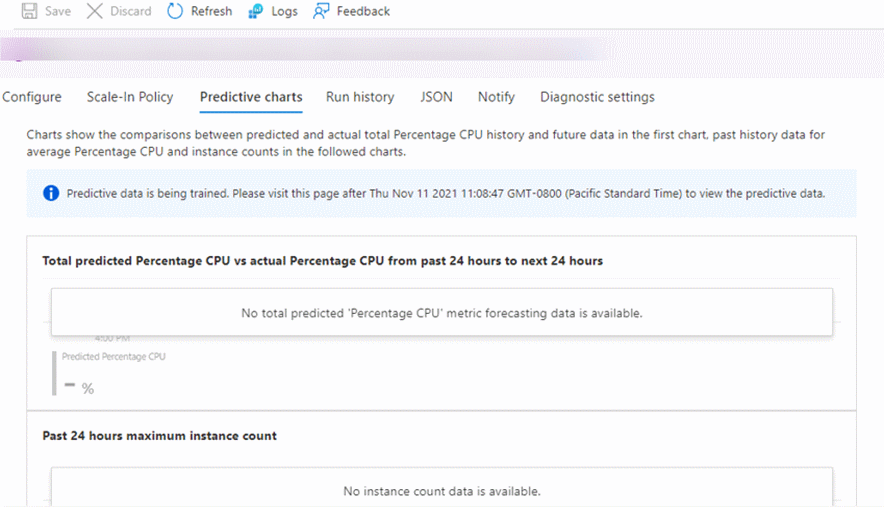 Save Discard Refresh Logs Feedback
Configure Scale-In Policy Predictive charts Run history JSON Notify Diagnostic settings
Charts show the comparisons between predicted and actual total Percentage CPU history and future data in the first chart, past history data for
average Percentage CPU and instance counts in the followed charts.
Predictive data is being trained. Please visit this page after Thu Nov 11 2021 11:08:47 GMT-0800 (Pacific Standard Time) to view the predictive data.
Total predicted Percentage CPU vs actual Percentage CPU from past 24 hours to next 24 hours
No total predicted 'Percentage CPU' metric forecasting data is available.
4:00 PM
Predicted Percentage CPU
-- %
Past 24 hours maximum instance count
No instance count data is available.